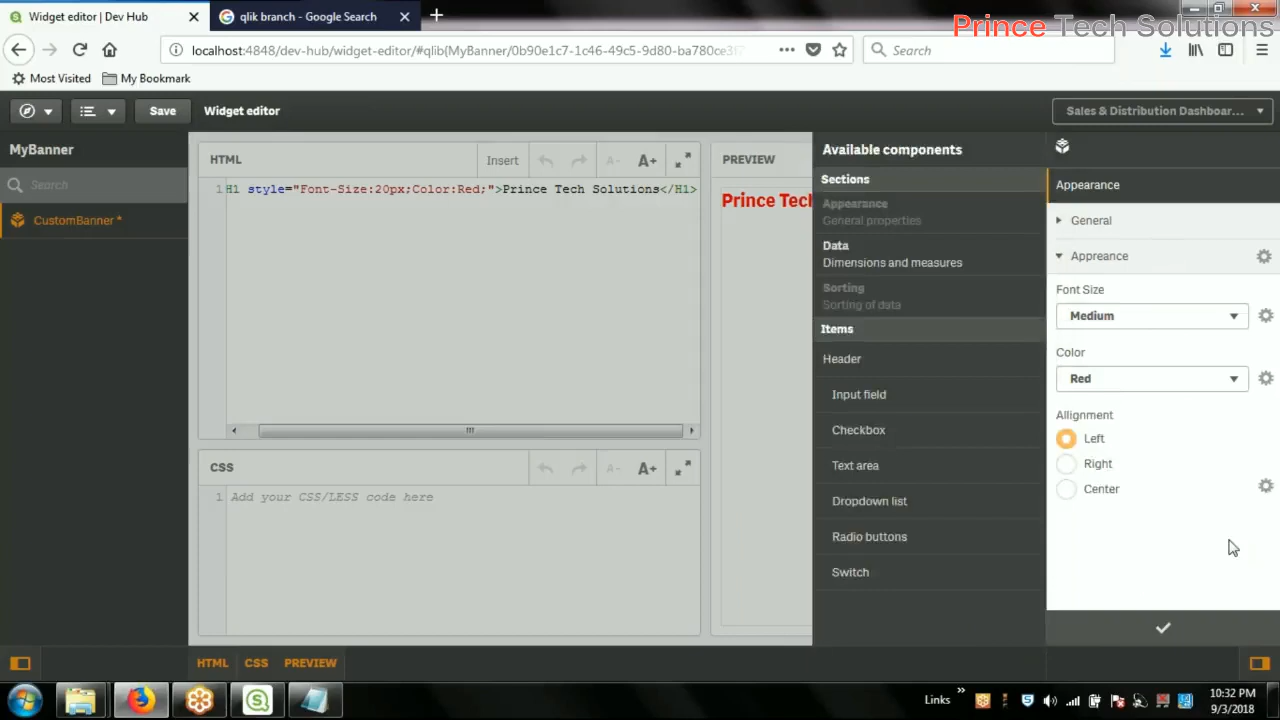 Widget editor | Dev Hub
qlik branch - Google Search
Prince Tech Solutions
localhost:4848/dev-hub/widget-editor/#qlib(MyBanner/0b90e1c7-1c46-49c5-9d80-ba780ce3f7
Search
Most Visited
My Bookmark
Save
Widget editor
Sales & Distribution Dashboar...
MyBanner
Search
CustomBanner *
HTML
Insert
A-
A+
1
H1 style="Font-Size:20px;Color:Red;">Prince Tech Solutions</H1>
CSS
A-
A+
1
Add your CSS/LESS code here
PREVIEW
Prince Tech
Available components
Sections
Appearance
General properties
Data
Dimensions and measures
Sorting
Sorting of data
Items
Header
Input field
Checkbox
Text area
Dropdown list
Radio buttons
Switch
Appearance
General
Appreance
Font Size
Medium
Color
Red
Allignment
Left
Right
Center
HTML
CSS
PREVIEW
Links
10:32 PM
9/3/2018